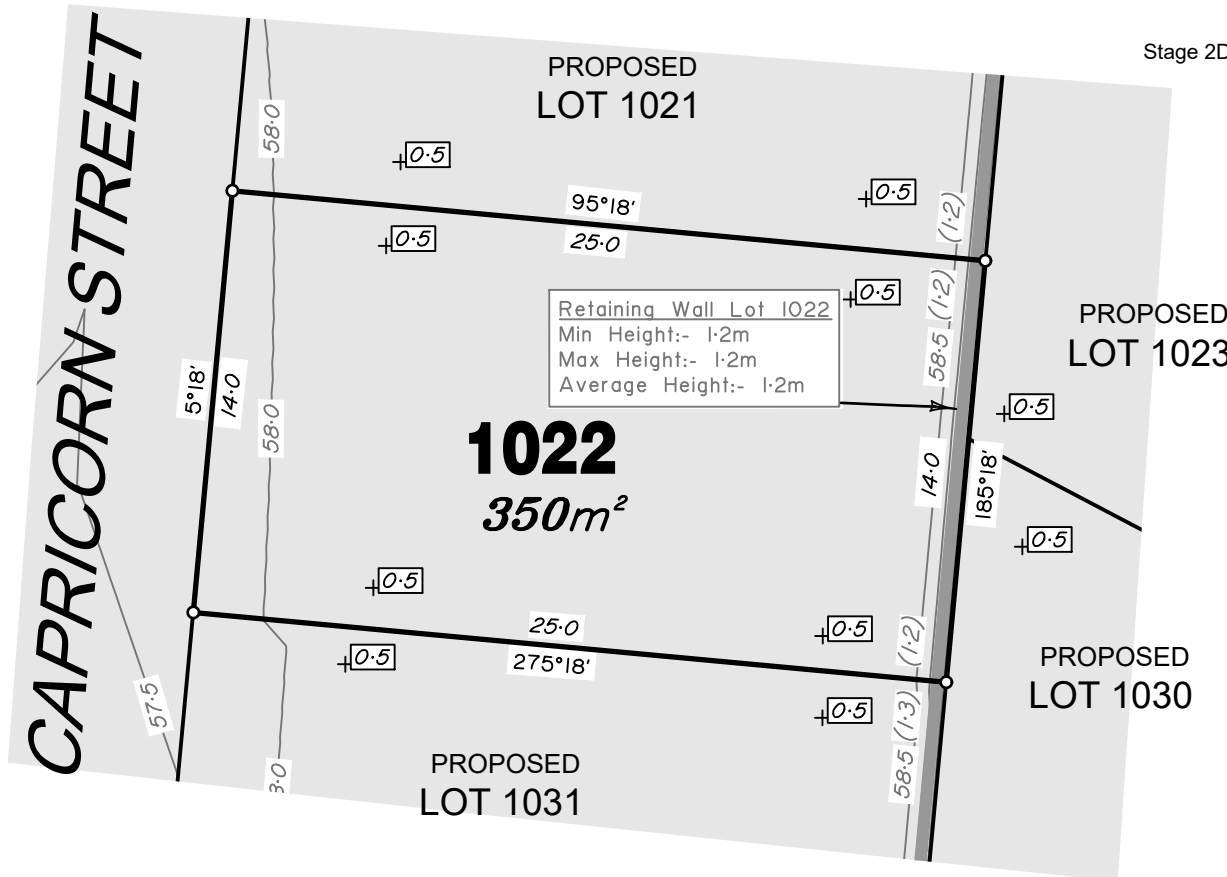 Stage 2D
PROPOSED
LOT 1021
CAPRICORN STREET
58·0
0·5
0·5
(1·2)
95°18'
25·0
0·5
0·5
58·5 (1·2)
Retaining Wall Lot 1022
Min Height:- 1·2m
Max Height:- 1·2m
Average Height:- 1·2m
PROPOSED
LOT 1023
5°18'
14·0
58·0
0·5
1022
350m²
14·0
185°18'
0·5
0·5
0·5
(1·2)
25·0
275°18'
0·5
0·5
57·5
58·5 (1·3)
PROPOSED
LOT 1030
PROPOSED
LOT 1031
8·0